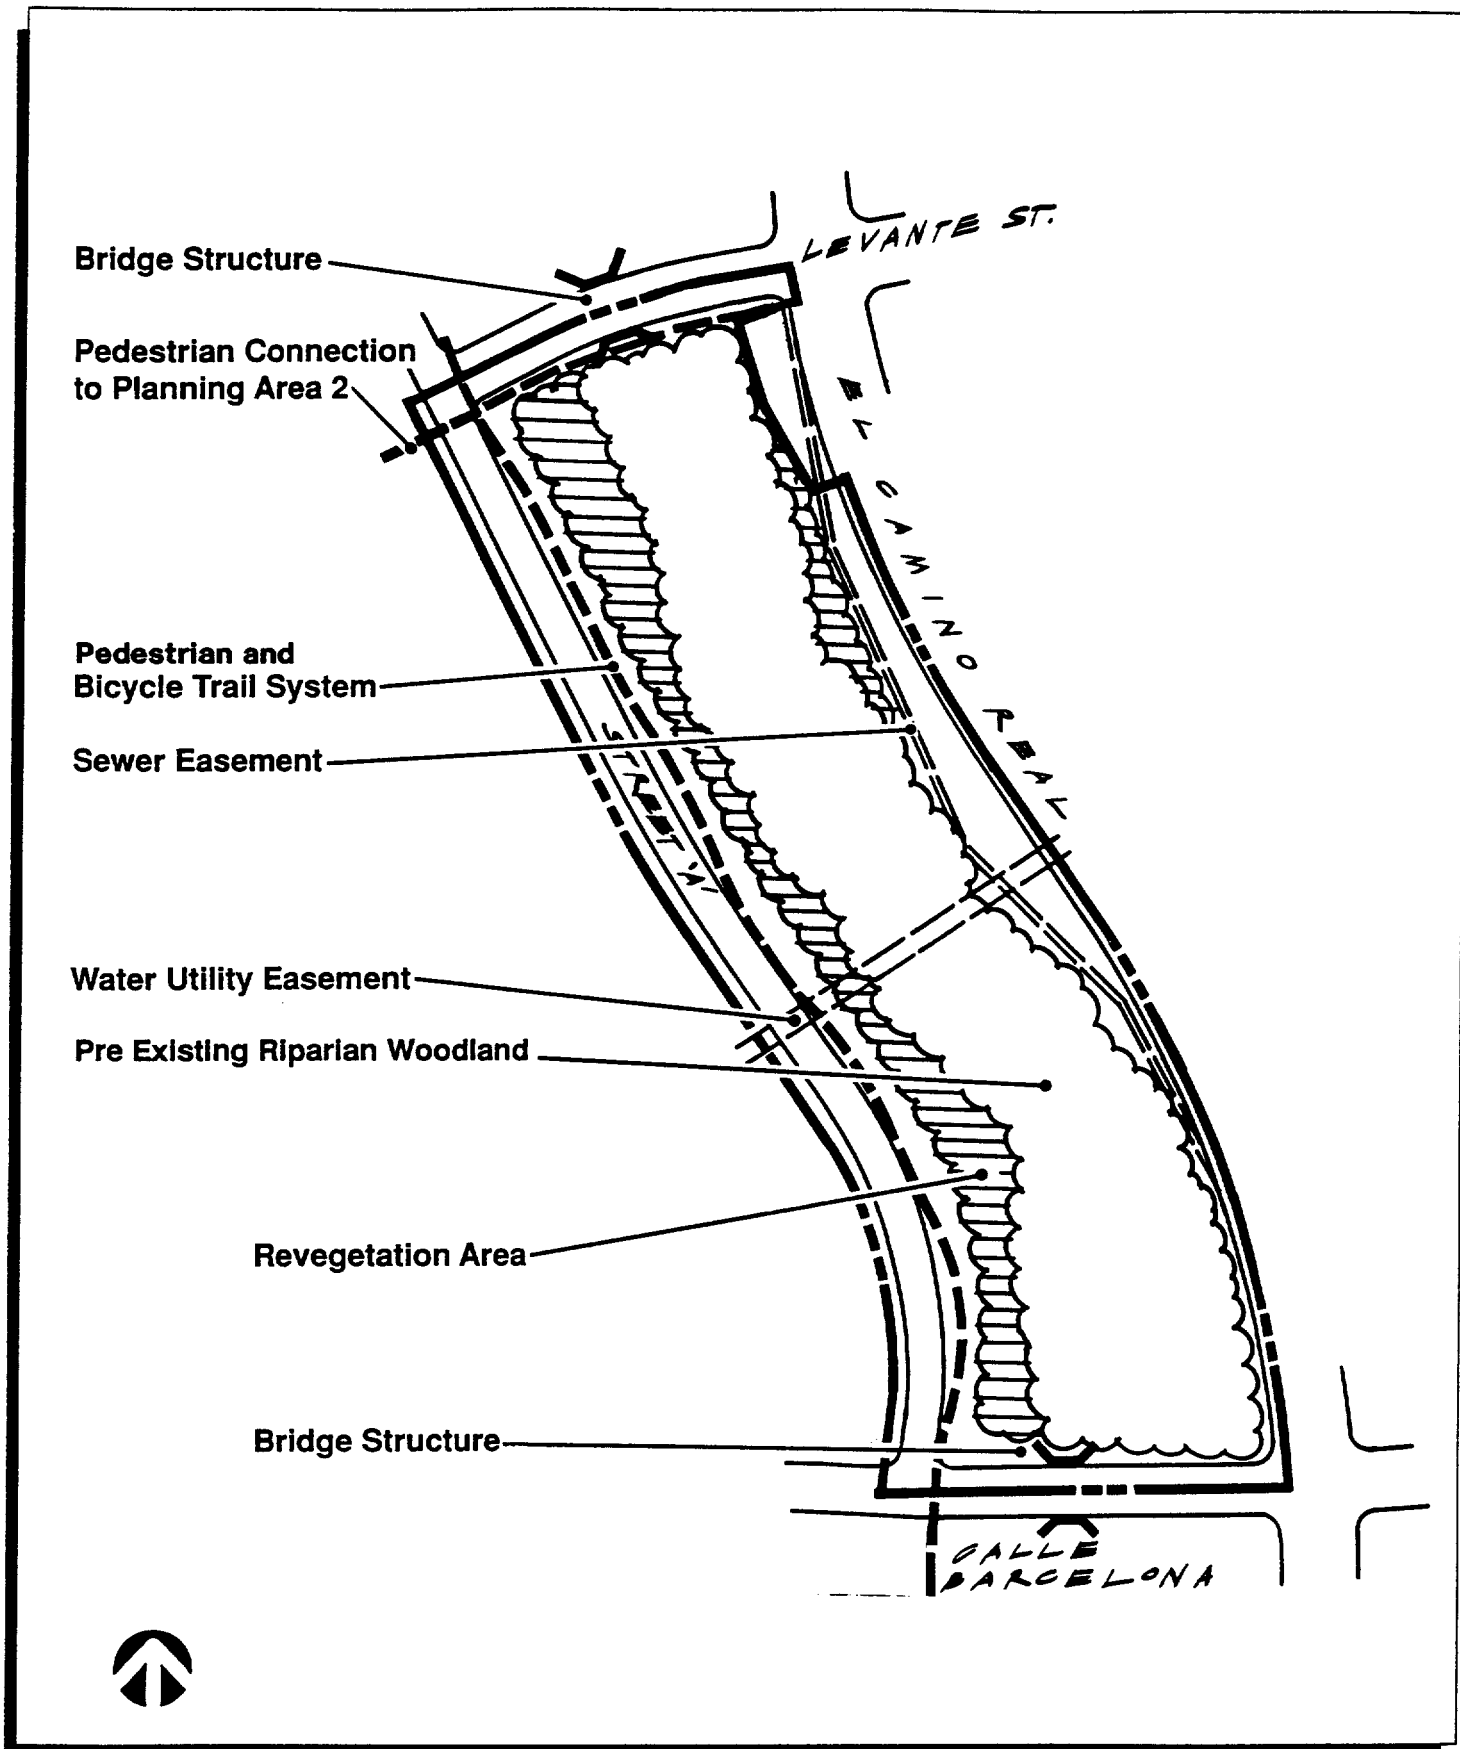 LEVANTE ST.
Bridge Structure
Pedestrian Connection
to Planning Area 2
EL CAMINO REAL
Pedestrian and
Bicycle Trail System
STREET 'A'
Sewer Easement
Water Utility Easement
Pre Existing Riparian Woodland
Revegetation Area
Bridge Structure
CALLE
BARCELONA